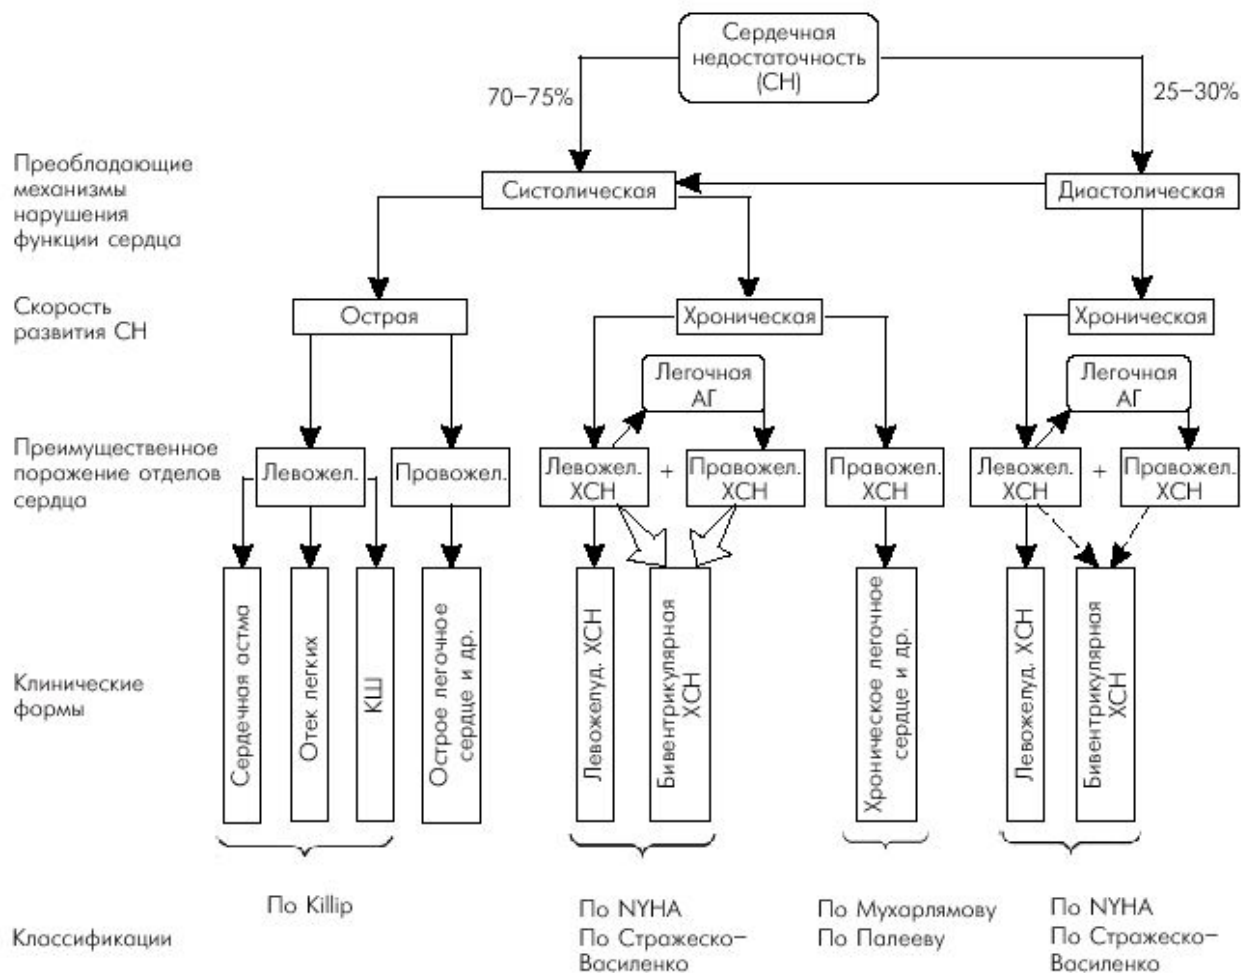 Сердечная
недостаточность
(СН)
70–75%
25–30%
Преобладающие
механизмы
нарушения
функции сердца
Систолическая
Диастолическая
Скорость
развития СН
Острая
Хроническая
Хроническая
Легочная
АГ
Легочная
АГ
Преимущественное
поражение отделов
сердца
Левожел.
Правожел.
Левожел.
ХСН
+
Правожел.
ХСН
Правожел.
ХСН
Левожел.
ХСН
+
Правожел.
ХСН
Клинические
формы
Сердечная астма
Отек легких
КШ
Острое легочное
сердце и др.
Левожелуд. ХСН
Бивентрикулярная
ХСН
Хроническое легочное
сердце и др.
Левожелуд. ХСН
Бивентрикулярная
ХСН
Классификации
По Killip
По NYHA
По Стражеско–
Василенко
По Мухарлямову
По Палееву
По NYHA
По Стражеско–
Василенко